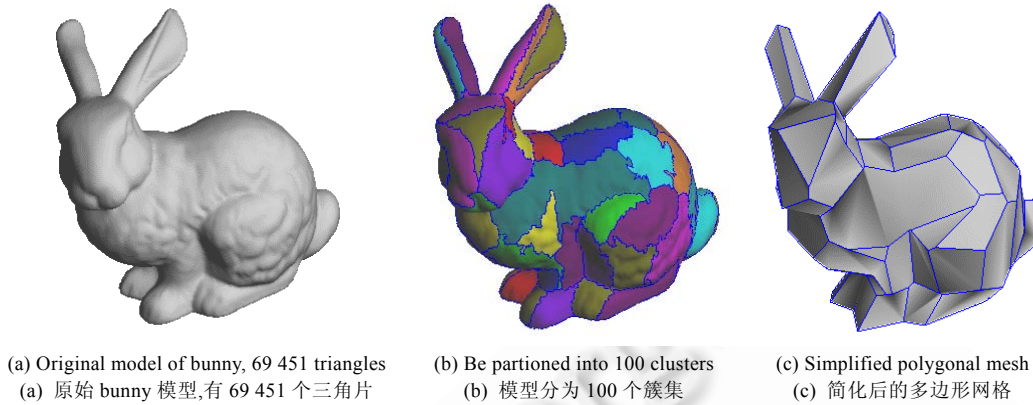 (a) Original model of bunny, 69 451 triangles
(b) Be partioned into 100 clusters
(c) Simplified polygonal mesh
(a) 原始 bunny 模型,有 69 451 个三角片
(b) 模型分为 100 个簇集
(c) 简化后的多边形网格